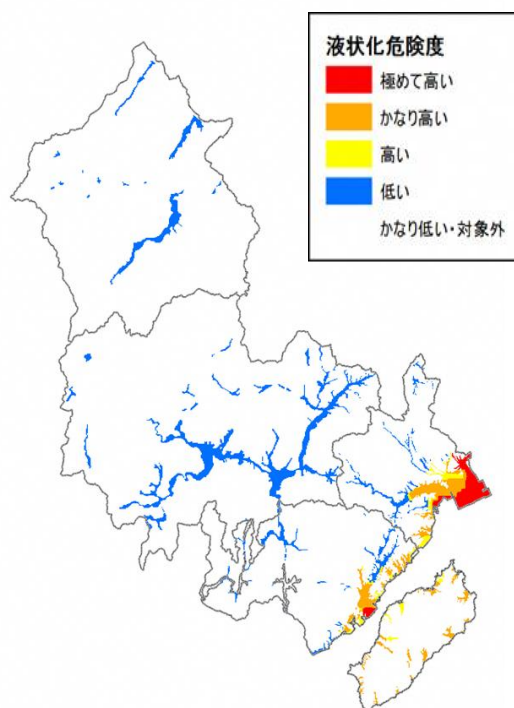 液状化危険度
極めて高い
かなり高い
高い
低い
かなり低い・対象外